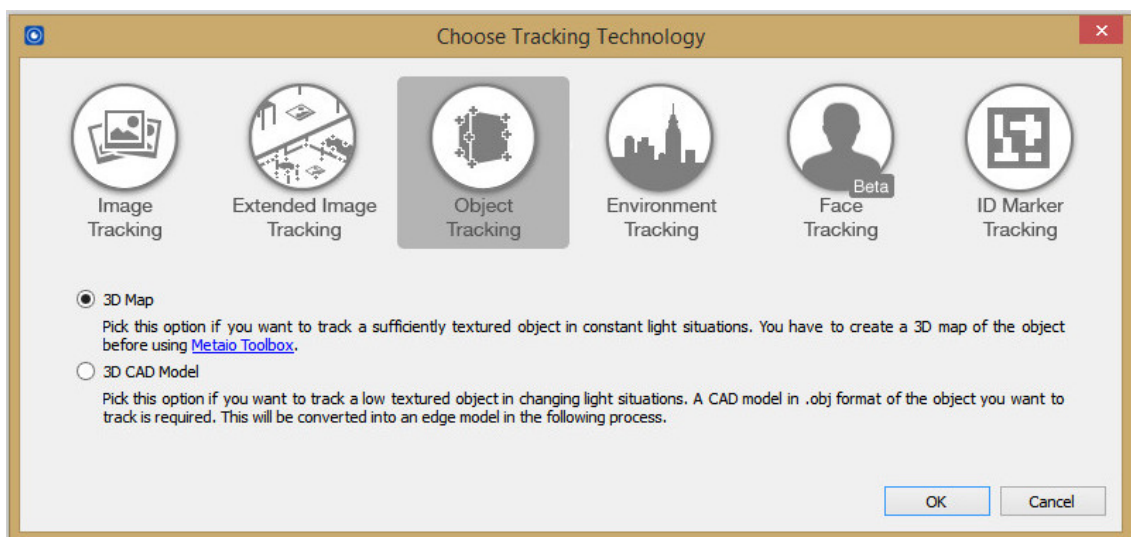 Choose Tracking Technology
Image
Tracking
Extended Image
Tracking
Object
Tracking
Environment
Tracking
Beta
Face
Tracking
ID Marker
Tracking
3D Map
Pick this option if you want to track a sufficiently textured object in constant light situations. You have to create a 3D map of the object
before using Metaio Toolbox.
3D CAD Model
Pick this option if you want to track a low textured object in changing light situations. A CAD model in .obj format of the object you want to
track is required. This will be converted into an edge model in the following process.
OK
Cancel